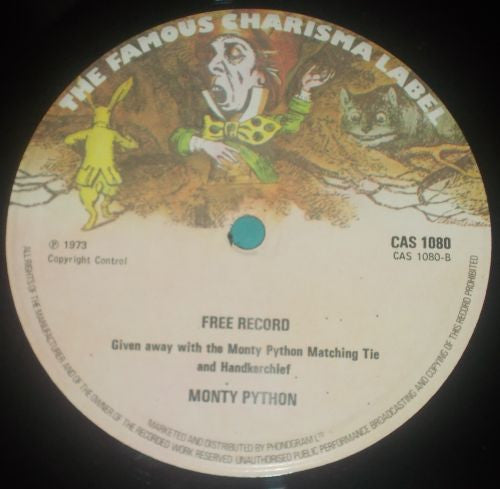 THE FAMOUS CHARISMA LABEL
℗ 1973
Copyright Control
CAS 1080
CAS 1080-B
FREE RECORD
Given away with the Monty Python Matching Tie
and Handkerchief
MONTY PYTHON
ALL RIGHTS OF THE MANUFACTURER AND OF THE OWNER OF THE RECORDED WORK RESERVED. UNAUTHORISED PUBLIC PERFORMANCE BROADCASTING AND COPYING OF THIS RECORD PROHIBITED
MARKETED AND DISTRIBUTED BY PHONOGRAM LTD